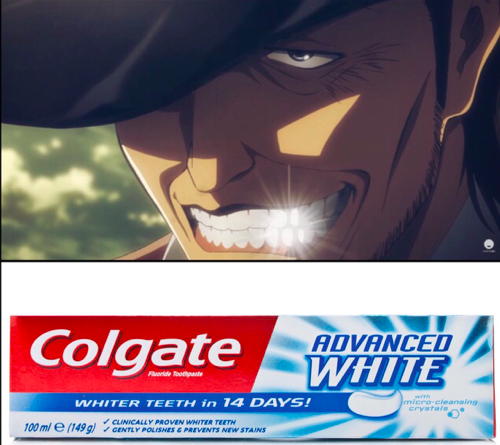 Colgate
Fluoride Toothpaste
ADVANCED
WHITE
WHITER TEETH in 14 DAYS!
with
micro-cleansing
crystals
100 ml e (149 g)
✓ CLINICALLY PROVEN WHITER TEETH
✓ GENTLY POLISHES & PREVENTS NEW STAINS